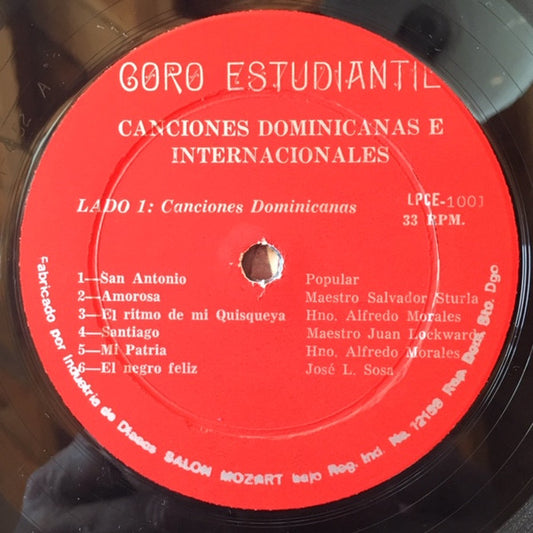 CORO ESTUDIANTIL
CANCIONES DOMINICANAS E
INTERNACIONALES
LADO 1: Canciones Dominicanas
LPCE-1001
33 RPM.
1—San Antonio Popular
2—Amorosa Maestro Salvador Sturla
3—El ritmo de mi Quisqueya Hno. Alfredo Morales
4—Santiago Maestro Juan Lockward
5—Mi Patria Hno. Alfredo Morales
6—El negro feliz José L. Sosa
Fabricado por Industria de Discos SALON MOZART bajo Reg. Ind. No. 12199 Rep. Dom. Sto. Dgo